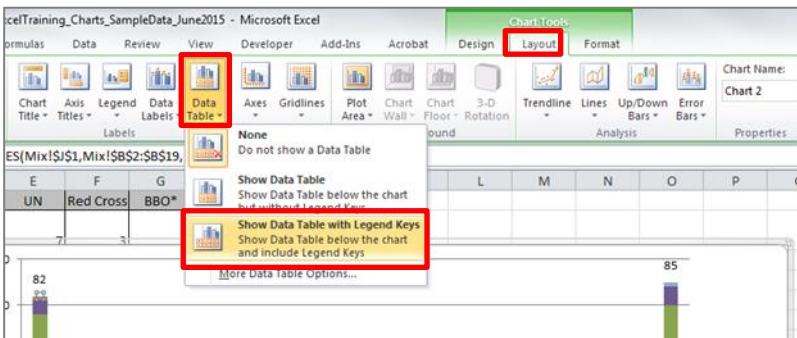 xcelTraining_Charts_SampleData_June2015 - Microsoft Excel
Chart Tools
ormulas Data Review View Developer Add-Ins Acrobat Design Layout Format
Chart Title Axis Titles Legend Data Labels Data Table Axes Gridlines Plot Area Chart Wall Chart Floor 3-D Rotation Trendline Lines Up/Down Bars Error Bars
Chart Name:
Chart 2
Labels ound Analysis Properties
None
Do not show a Data Table
ES(Mix!$J$1,Mix!$B$2:$B$19,
Show Data Table
Show Data Table below the chart
but without Legend Keys
E F G L M N O P
UN Red Cross BBO*
Show Data Table with Legend Keys
Show Data Table below the chart
and include Legend Keys
7 3
More Data Table Options...
82
85